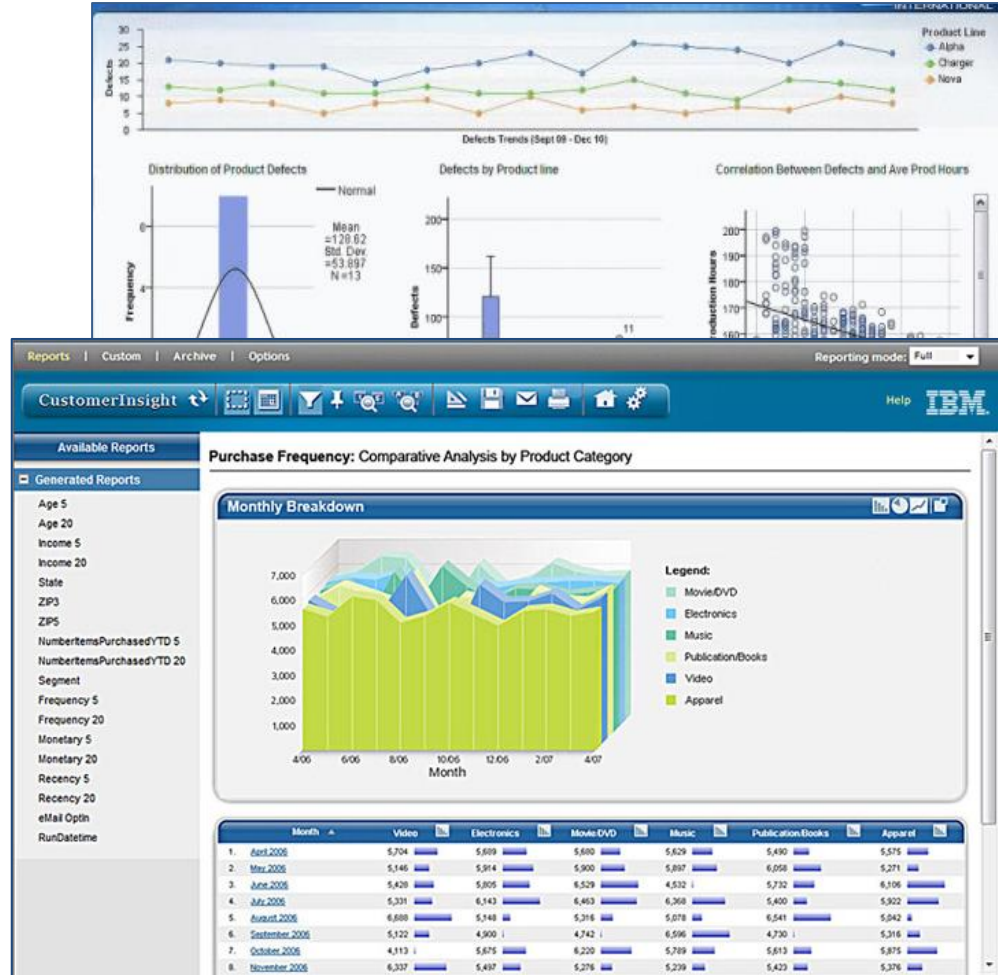 INTERNATIONAL
30
25
20
15
10
5
0
Defects
Product Line
Alpha
Charger
Nova
Defects Trends (Sept 09 - Dec 10)
Distribution of Product Defects
Defects by Product line
Correlation Between Defects and Ave Prod Hours
6
4
Frequency
Normal
Mean
=128.62
Std. Dev.
=53.897
N=13
200
150
100
Defects
11
200
190
180
170
160
oduction Hours
Reports | Custom | Archive | Options
Reporting mode: Full
CustomerInsight
Help
IBM.
Available Reports
Generated Reports
Age 5
Age 20
Income 5
Income 20
State
ZIP3
ZIP5
NumberItemsPurchasedYTD 5
NumberItemsPurchasedYTD 20
Segment
Frequency 5
Frequency 20
Monetary 5
Monetary 20
Recency 5
Recency 20
eMail Optin
RunDatetime
Purchase Frequency: Comparative Analysis by Product Category
Monthly Breakdown
7,000
6,000
5,000
4,000
3,000
2,000
1,000
4/06 6/06 8/06 10/06 12/06 2/07 4/07
Month
Legend:
Movie/DVD
Electronics
Music
Publication/Books
Video
Apparel
Month Video Electronics Movie/DVD Music Publication/Books Apparel
1. April 2006 5,704 5,689 5,680 5,629 5,490 5,575
2. May 2006 5,146 5,914 5,900 5,897 6,058 5,271
3. June 2006 5,428 5,805 6,529 4,532 5,732 6,106
4. July 2006 5,331 6,143 6,463 6,368 5,400 5,922
5. August 2006 6,688 5,148 5,316 5,078 6,541 5,042
6. September 2006 5,122 4,900 4,742 6,596 4,730 5,316
7. October 2006 4,113 5,675 6,220 5,789 5,613 5,875
8. November 2006 6,337 5,497 5,276 5,239 5,423 5,376